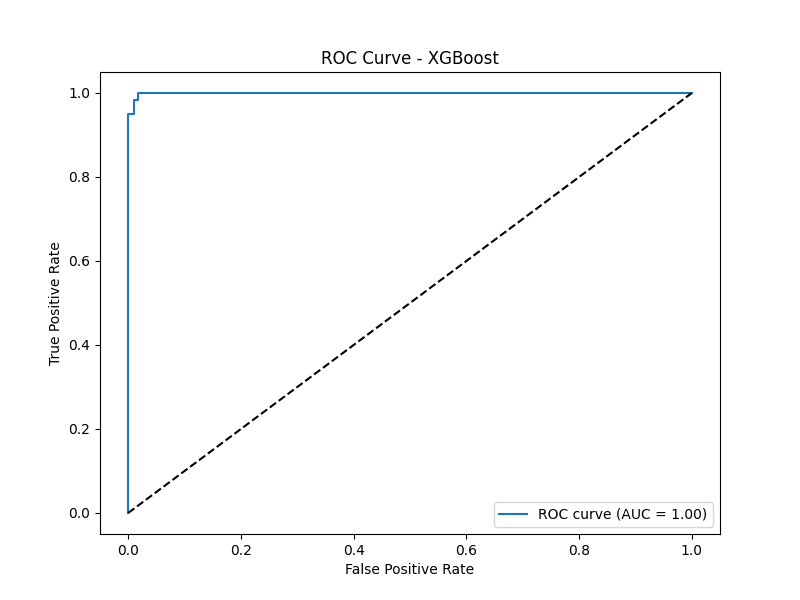 ROC Curve - XGBoost
1.0
0.8
0.6
0.4
0.2
0.0
True Positive Rate
ROC curve (AUC = 1.00)
0.0 0.2 0.4 0.6 0.8 1.0
False Positive Rate